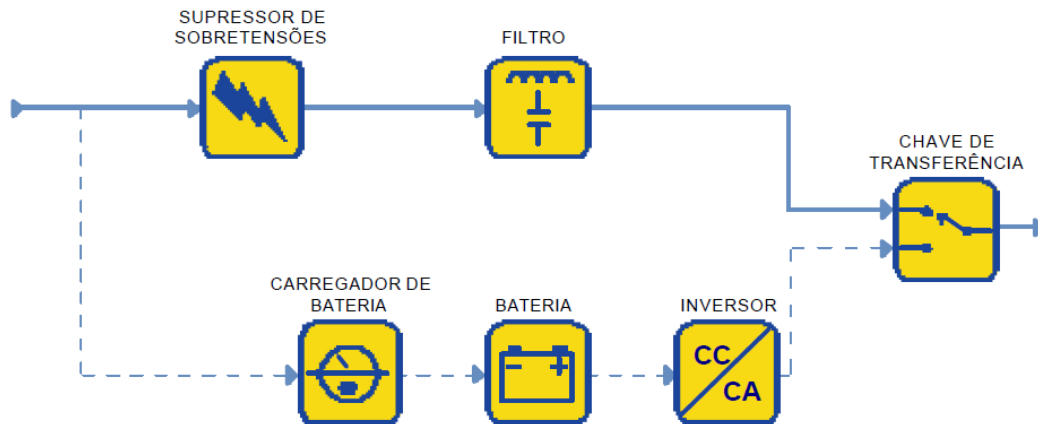 SUPRESSOR DE
SOBRETENSÕES
FILTRO
CHAVE DE
TRANSFERÊNCIA
CARREGADOR DE
BATERIA
BATERIA
INVERSOR
CC
CA